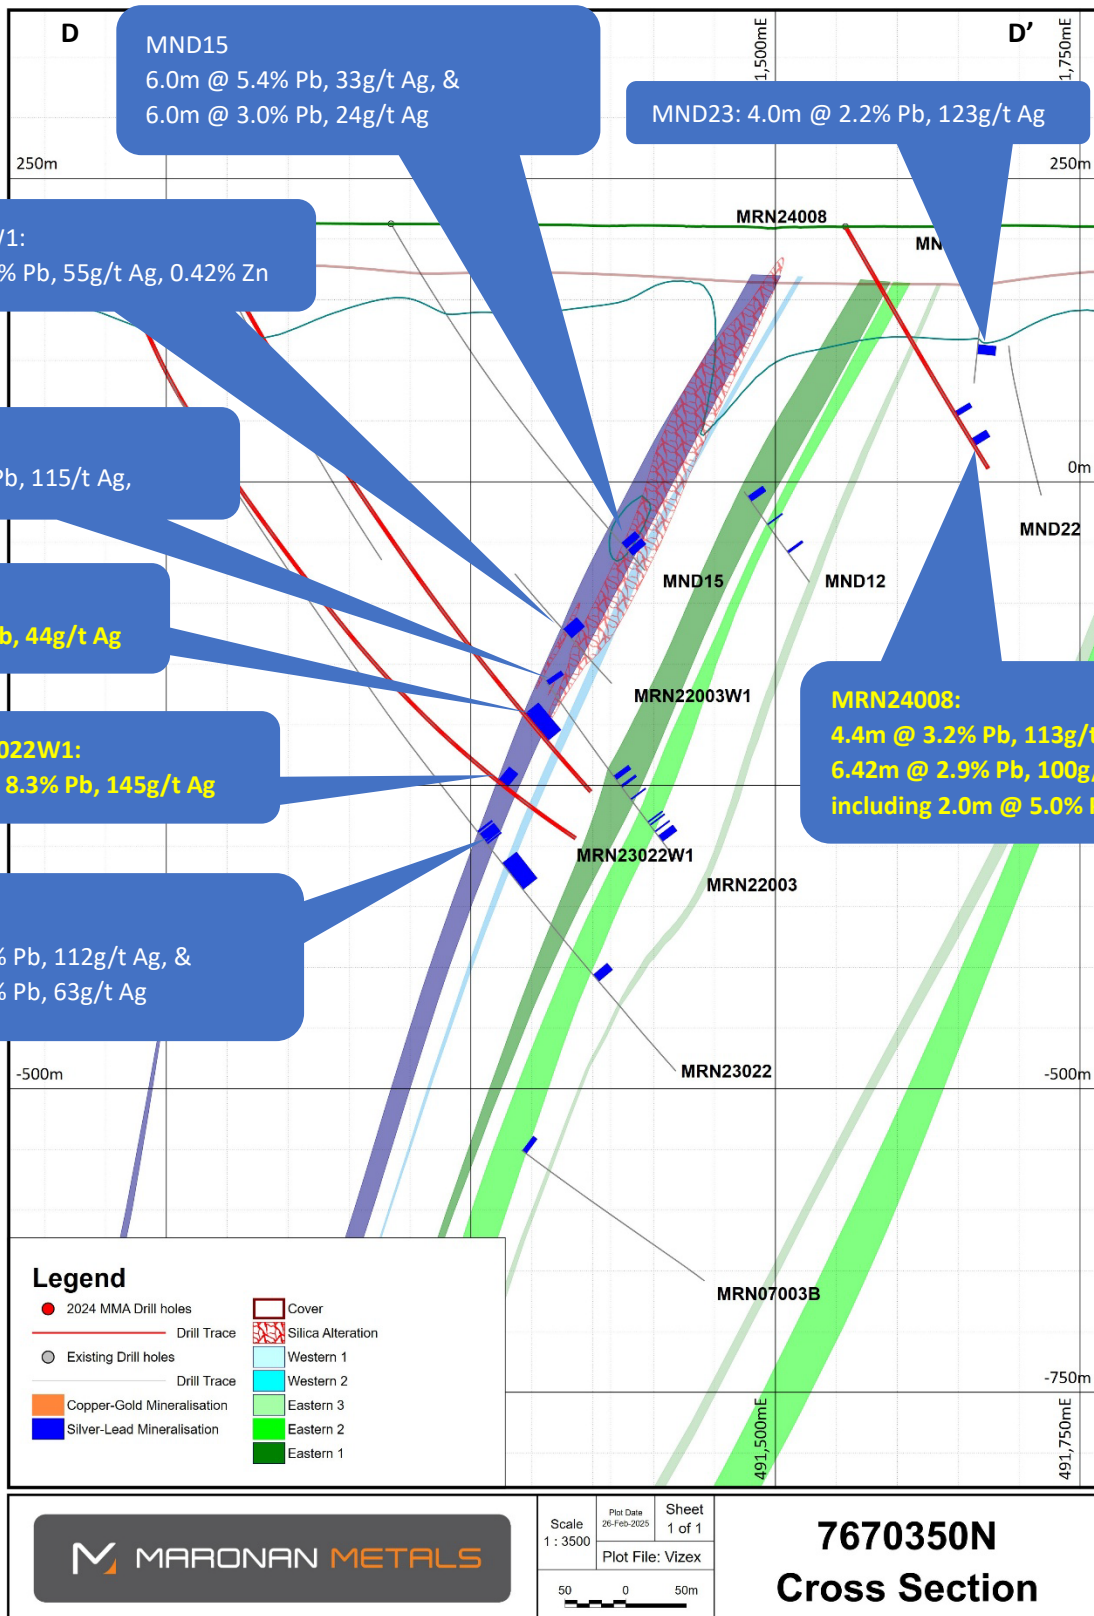 D
D'
MND15
6.0m @ 5.4% Pb, 33g/t Ag, &
6.0m @ 3.0% Pb, 24g/t Ag
MND23: 4.0m @ 2.2% Pb, 123g/t Ag
1,500mE
1,750mE
250m
250m
MRN24008
MN
W1:
% Pb, 55g/t Ag, 0.42% Zn
Pb, 115/t Ag,
0m
MND22
MND15
MND12
b, 44g/t Ag
MRN22003W1
MRN24008:
4.4m @ 3.2% Pb, 113g/t
6.42m @ 2.9% Pb, 100g/
including 2.0m @ 5.0% P
022W1:
8.3% Pb, 145g/t Ag
MRN23022W1
MRN22003
% Pb, 112g/t Ag, &
% Pb, 63g/t Ag
-500m
MRN23022
-500m
MRN07003B
-750m
491,500mE
491,750mE
Legend
2024 MMA Drill holes
Drill Trace
Existing Drill holes
Drill Trace
Copper-Gold Mineralisation
Silver-Lead Mineralisation
Cover
Silica Alteration
Western 1
Western 2
Eastern 3
Eastern 2
Eastern 1
MARONAN METALS
Scale
1 : 3500
Plot Date
26-Feb-2025
Sheet
1 of 1
Plot File: Vizex
50 0 50m
7670350N
Cross Section